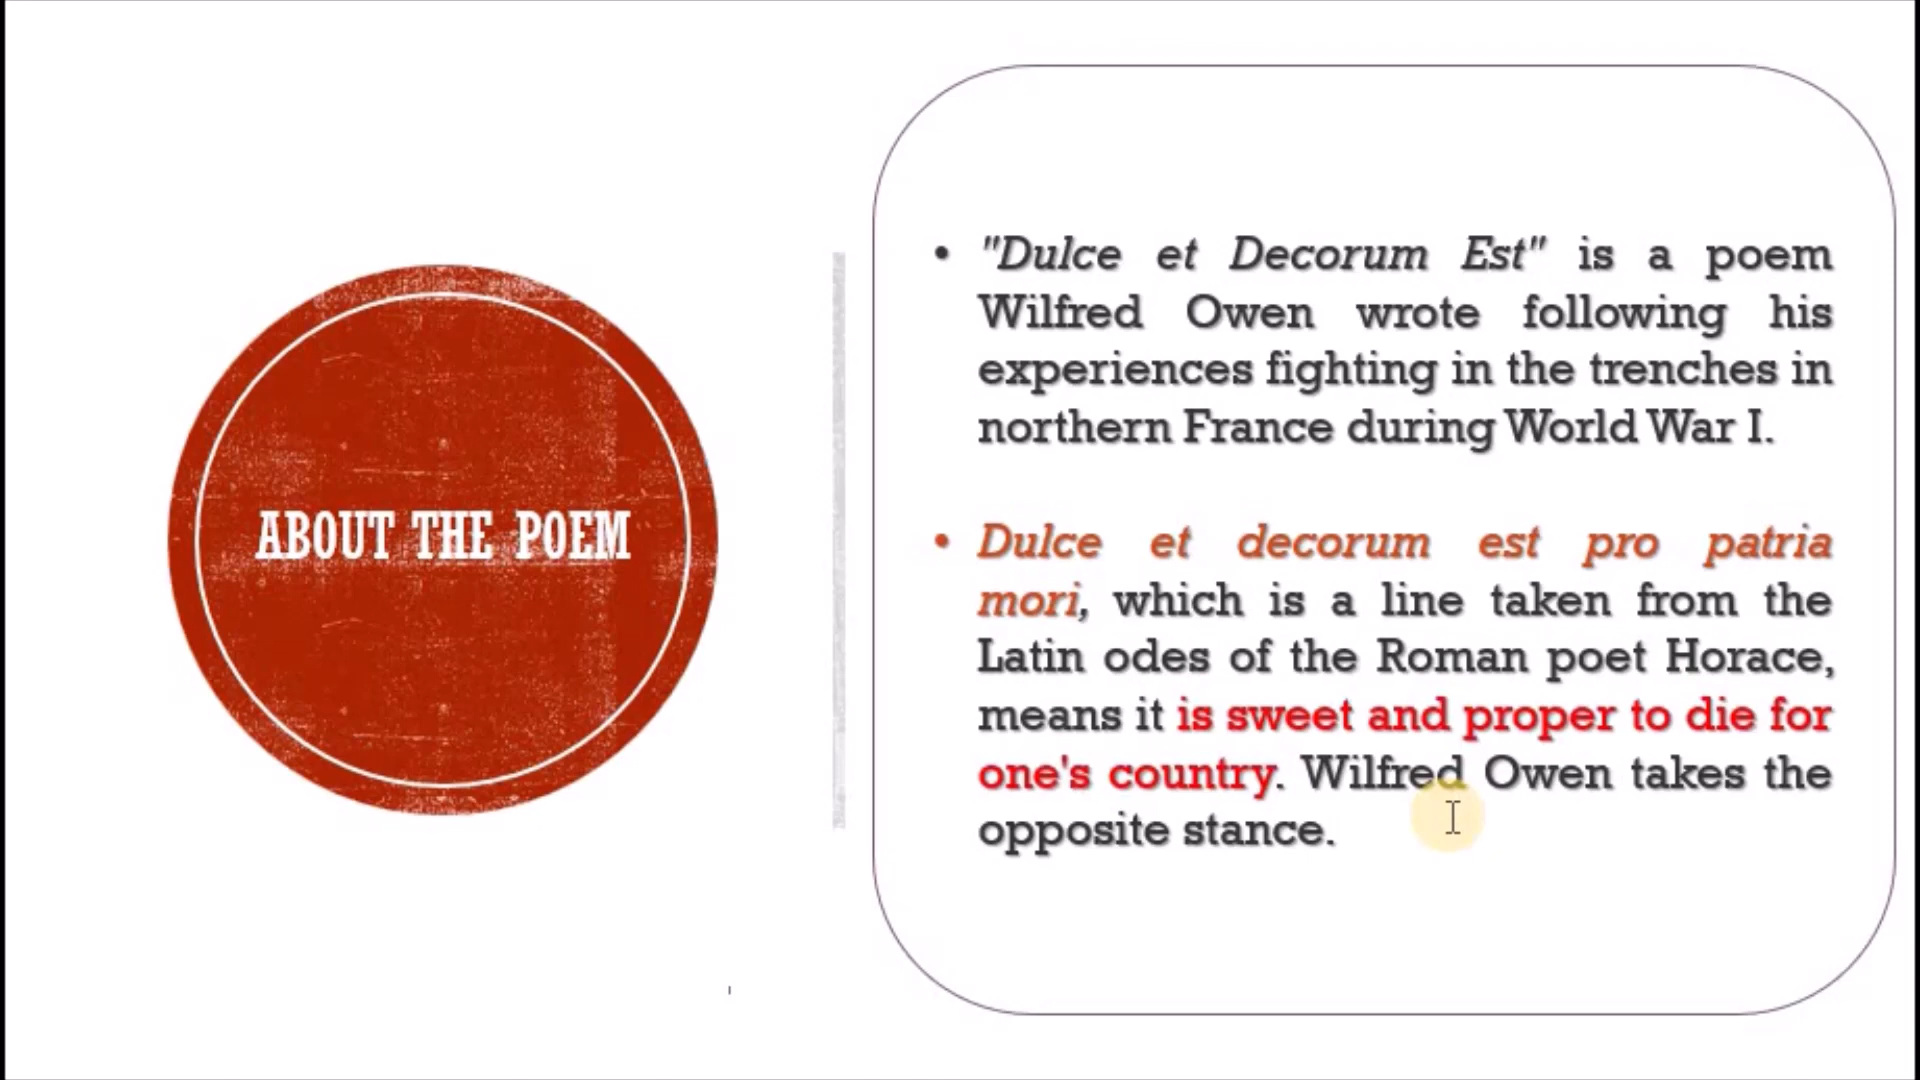 ABOUT THE POEM
• "Dulce et Decorum Est" is a poem
Wilfred Owen wrote following his
experiences fighting in the trenches in
northern France during World War I.
• Dulce et decorum est pro patria
mori, which is a line taken from the
Latin odes of the Roman poet Horace,
means it is sweet and proper to die for
one's country. Wilfred Owen takes the
opposite stance.